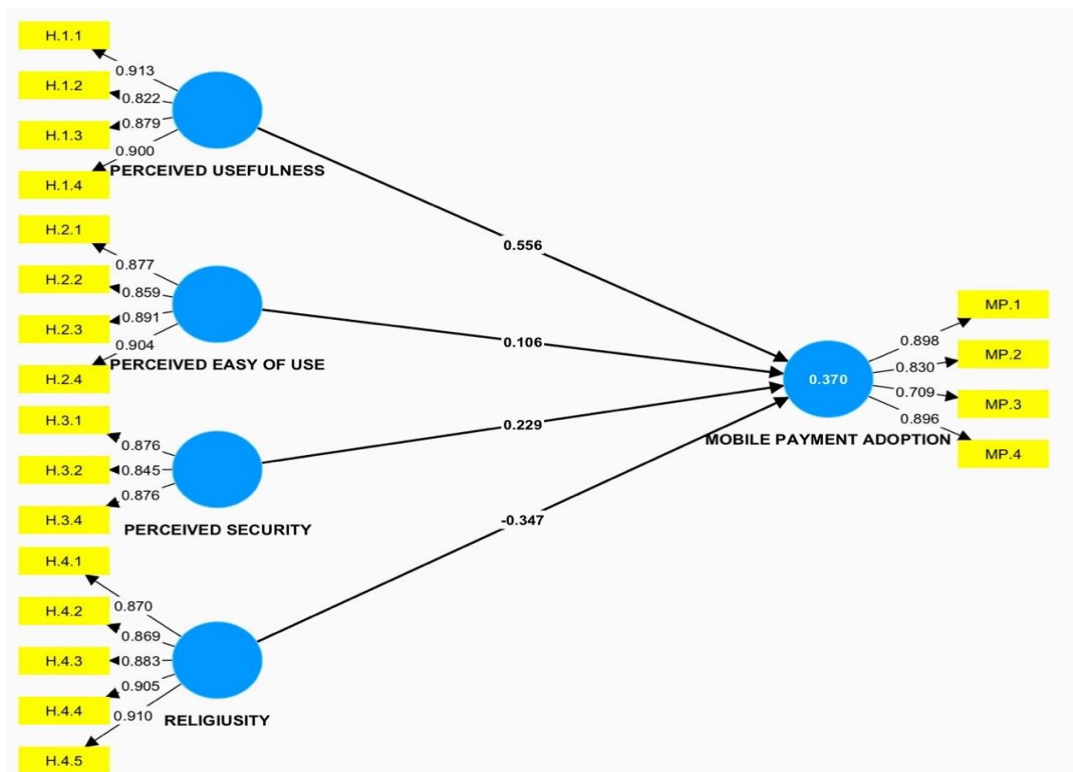 H.1.1
0.913
H.1.2
0.822
H.1.3
0.879
0.900
H.1.4
PERCEIVED USEFULNESS
H.2.1
0.877
H.2.2
0.859
H.2.3
0.891
0.904
H.2.4
PERCEIVED EASY OF USE
H.3.1
0.876
H.3.2
0.845
0.876
H.3.4
PERCEIVED SECURITY
H.4.1
0.870
H.4.2
0.869
H.4.3
0.883
0.905
H.4.4
0.910
RELIGIUSITY
H.4.5
0.556
0.106
0.229
-0.347
0.370
MOBILE PAYMENT ADOPTION
MP.1
0.898
MP.2
0.830
0.709
MP.3
0.896
MP.4